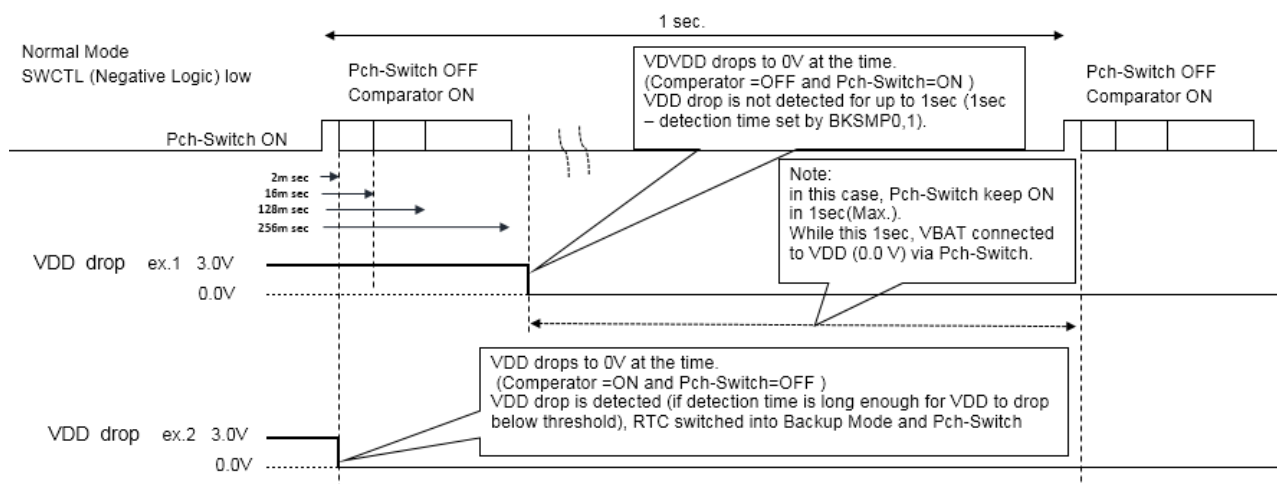 1 sec.
Normal Mode
SWCTL (Negative Logic) low
Pch-Switch OFF
Comparator ON
VDVDD drops to 0V at the time.
(Comperator =OFF and Pch-Switch=ON )
VDD drop is not detected for up to 1sec (1sec
– detection time set by BKSMP0,1).
Pch-Switch OFF
Comparator ON
Pch-Switch ON
2m sec
16m sec
128m sec
256m sec
Note:
in this case, Pch-Switch keep ON
in 1sec(Max.).
While this 1sec, VBAT connected
to VDD (0.0 V) via Pch-Switch.
VDD drop ex.1 3.0V
0.0V
VDD drops to 0V at the time.
(Comperator =ON and Pch-Switch=OFF )
VDD drop is detected (if detection time is long enough for VDD to drop
below threshold), RTC switched into Backup Mode and Pch-Switch
VDD drop ex.2 3.0V
0.0V